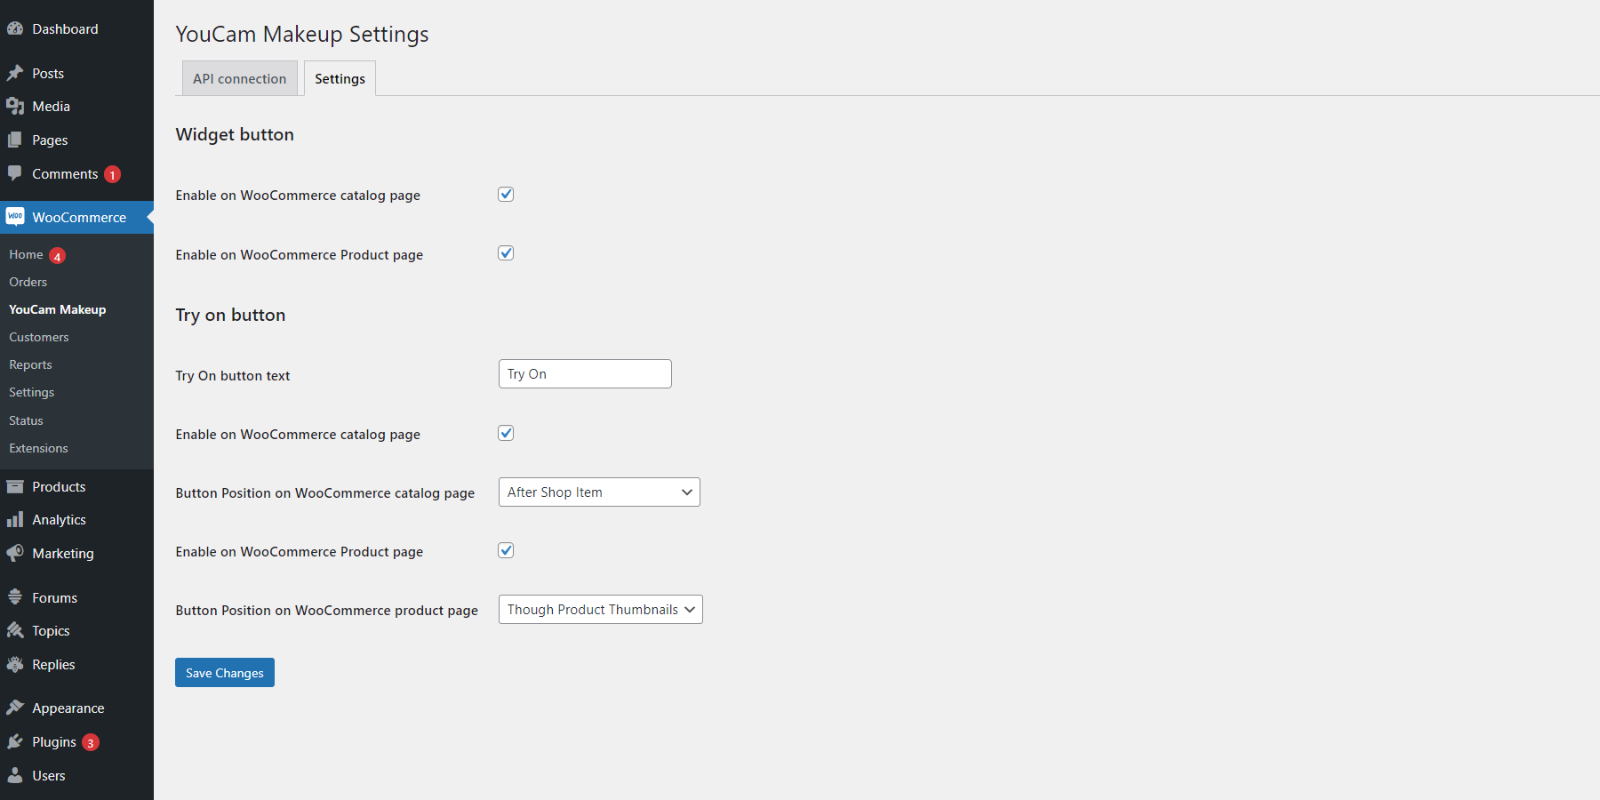 Dashboard
Posts
Media
Pages
Comments 1
WOO WooCommerce
Home 4
Orders
YouCam Makeup
Customers
Reports
Settings
Status
Extensions
Products
Analytics
Marketing
Forums
Topics
Replies
Appearance
Plugins 3
Users
YouCam Makeup Settings
API connection Settings
Widget button
Enable on WooCommerce catalog page
Enable on WooCommerce Product page
Try on button
Try On button text Try On
Enable on WooCommerce catalog page
Button Position on WooCommerce catalog page After Shop Item
Enable on WooCommerce Product page
Button Position on WooCommerce product page Though Product Thumbnails
Save Changes